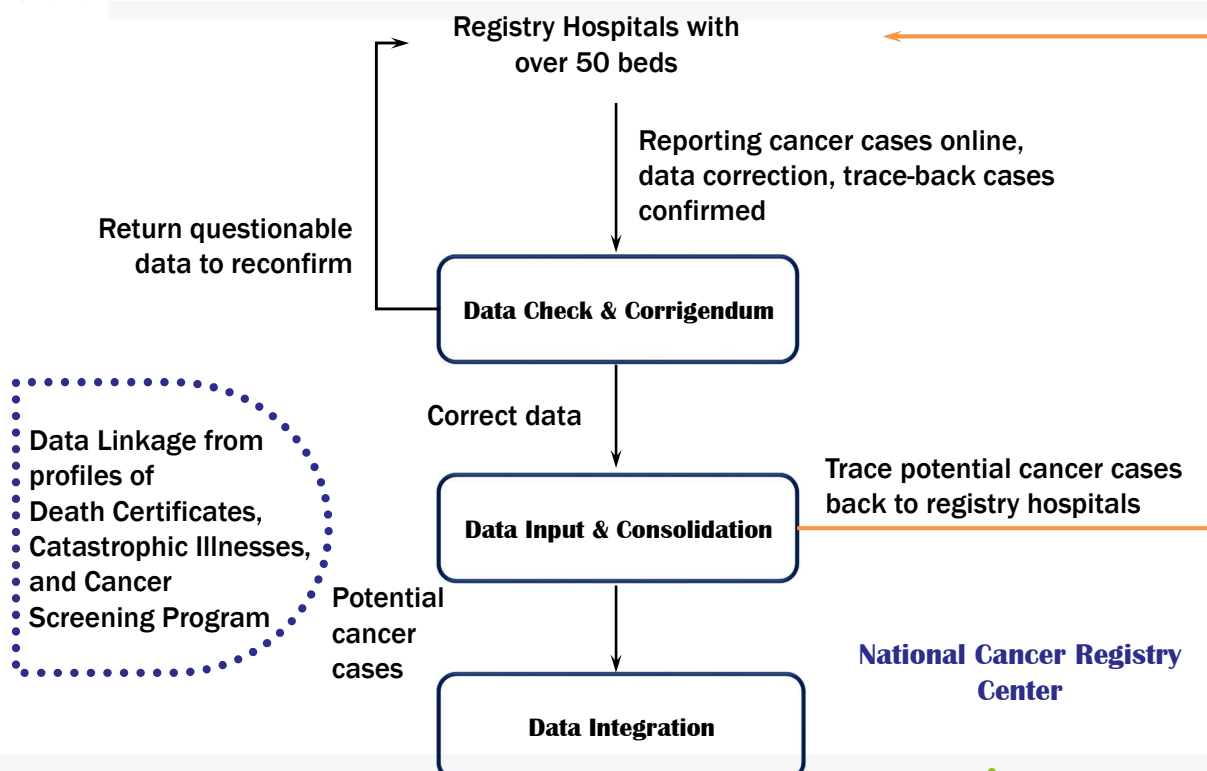 Registry Hospitals with
over 50 beds
Reporting cancer cases online,
data correction, trace-back cases
confirmed
Return questionable
data to reconfirm
Data Check & Corrigendum
Correct data
Data Linkage from
profiles of
Death Certificates,
Catastrophic Illnesses,
and Cancer
Screening Program
Data Input & Consolidation
Trace potential cancer cases
back to registry hospitals
Potential
cancer
cases
National Cancer Registry
Center
Data Integration